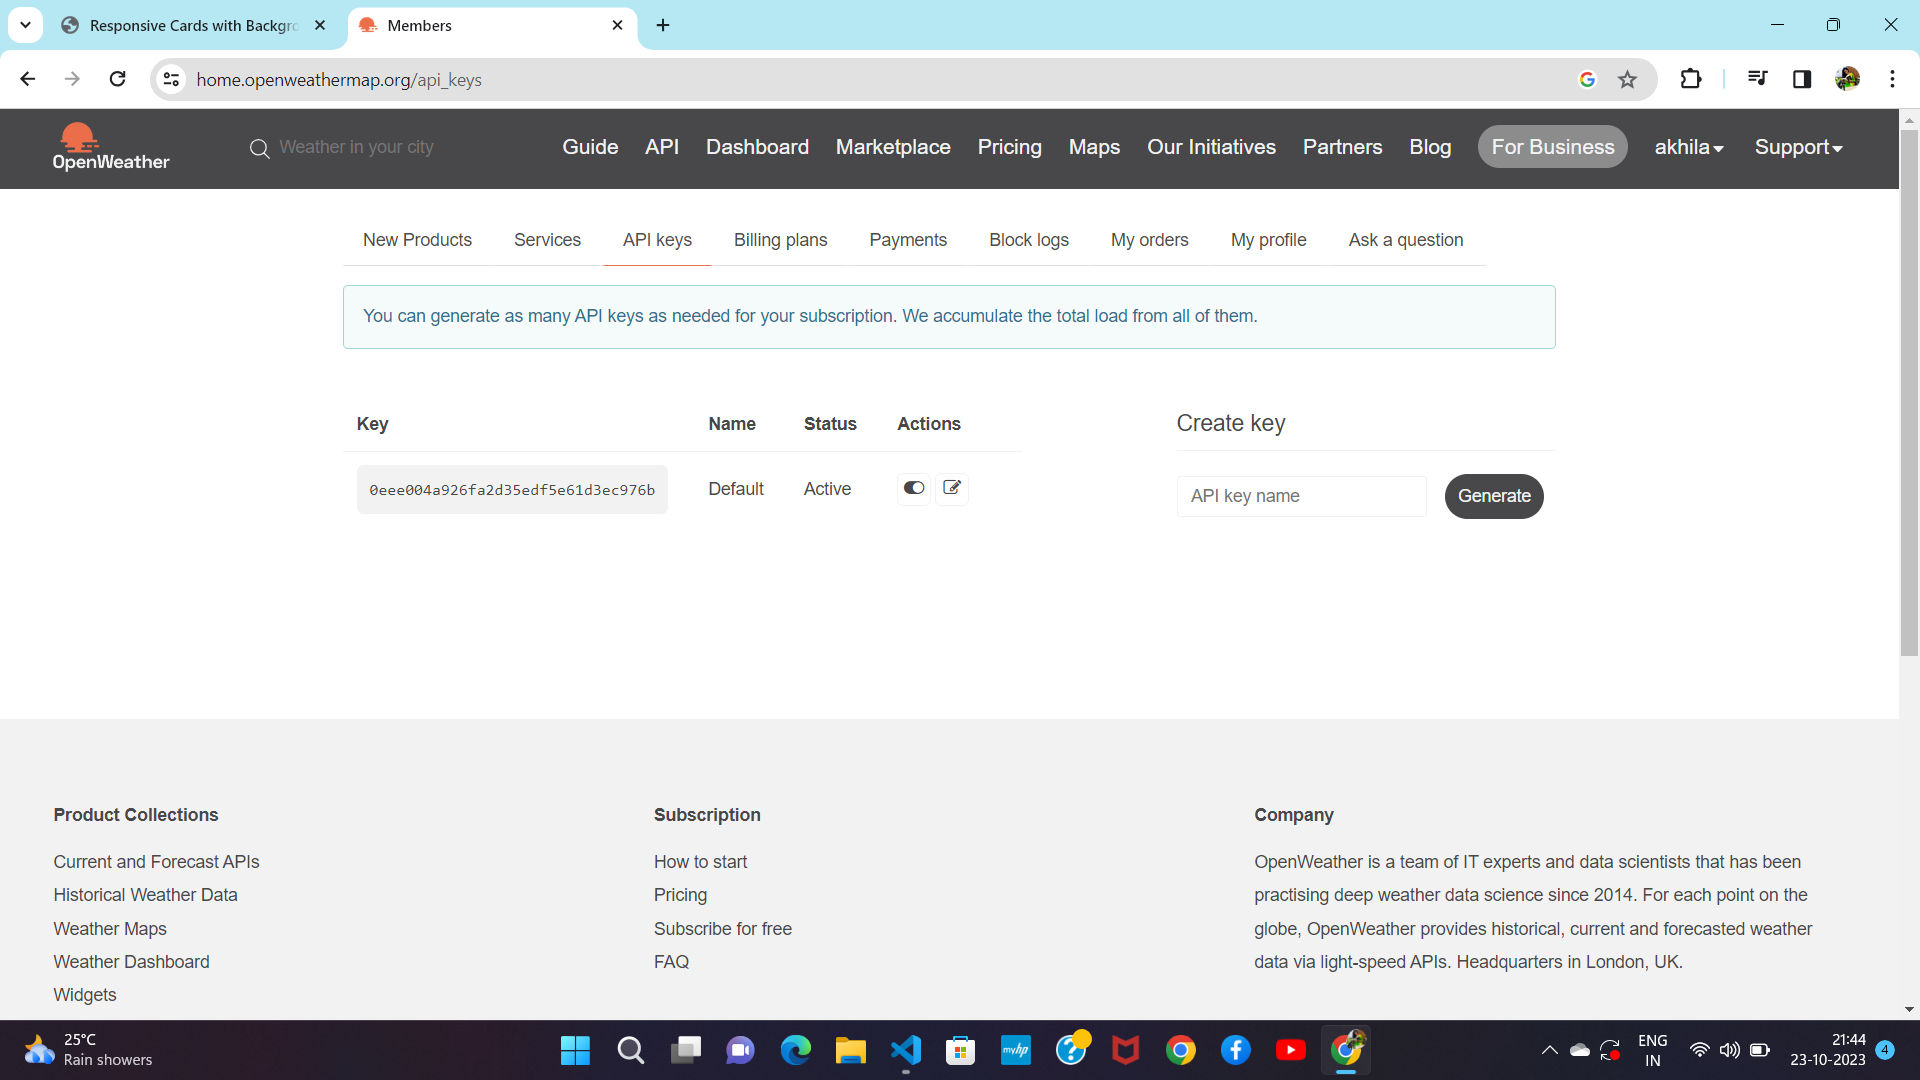 Responsive Cards with Backgro
Members
home.openweathermap.org/api_keys
OpenWeather
Weather in your city
Guide
API
Dashboard
Marketplace
Pricing
Maps
Our Initiatives
Partners
Blog
For Business
akhila
Support
New Products
Services
API keys
Billing plans
Payments
Block logs
My orders
My profile
Ask a question
You can generate as many API keys as needed for your subscription. We accumulate the total load from all of them.
Key Name Status Actions
0eee004a926fa2d35edf5e61d3ec976b Default Active
Create key
API key name
Generate
Product Collections
Current and Forecast APIs
Historical Weather Data
Weather Maps
Weather Dashboard
Widgets
Subscription
How to start
Pricing
Subscribe for free
FAQ
Company
OpenWeather is a team of IT experts and data scientists that has been
practising deep weather data science since 2014. For each point on the
globe, OpenWeather provides historical, current and forecasted weather
data via light-speed APIs. Headquarters in London, UK.
25°C
Rain showers
myhp
ENG
IN
21:44
23-10-2023
4